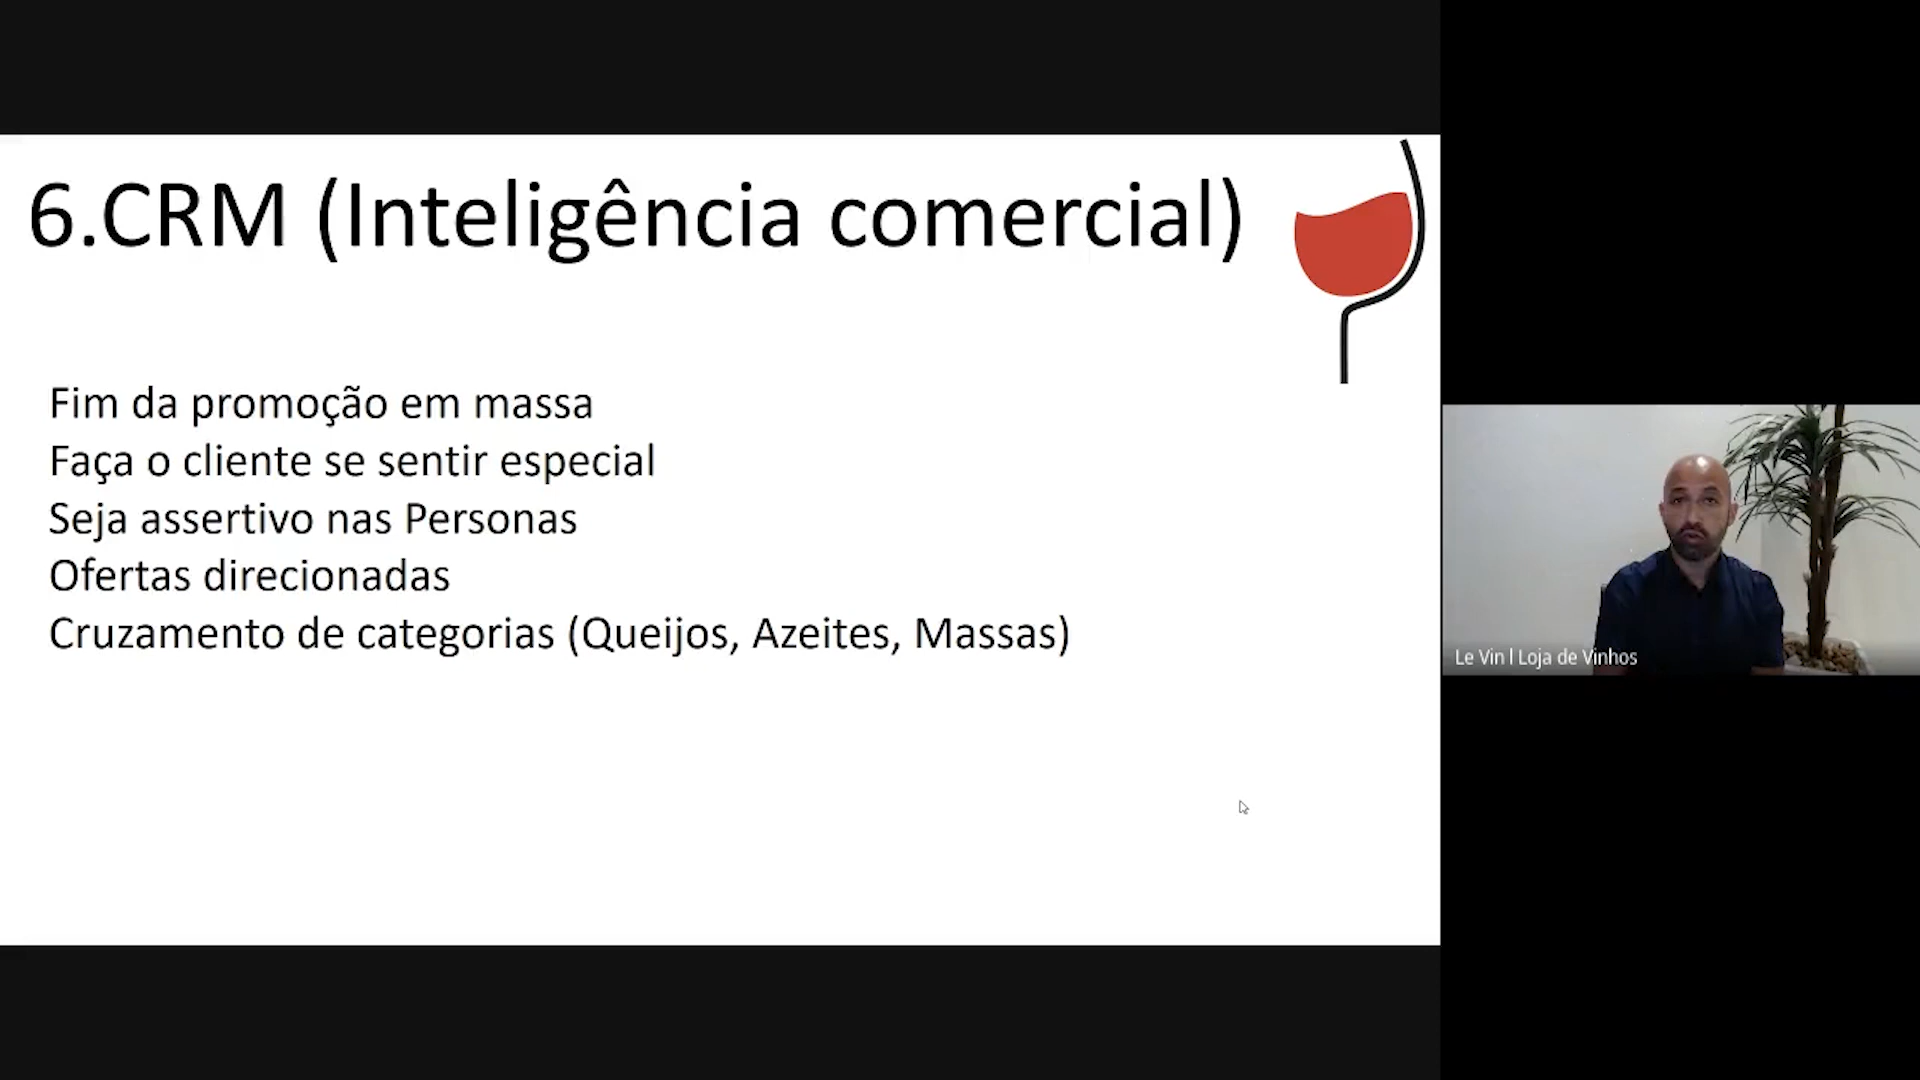 6.CRM (Inteligência comercial)
Fim da promoção em massa
Faça o cliente se sentir especial
Seja assertivo nas Personas
Ofertas direcionadas
Cruzamento de categorias (Queijos, Azeites, Massas)
Le Vin l Loja de Vinhos